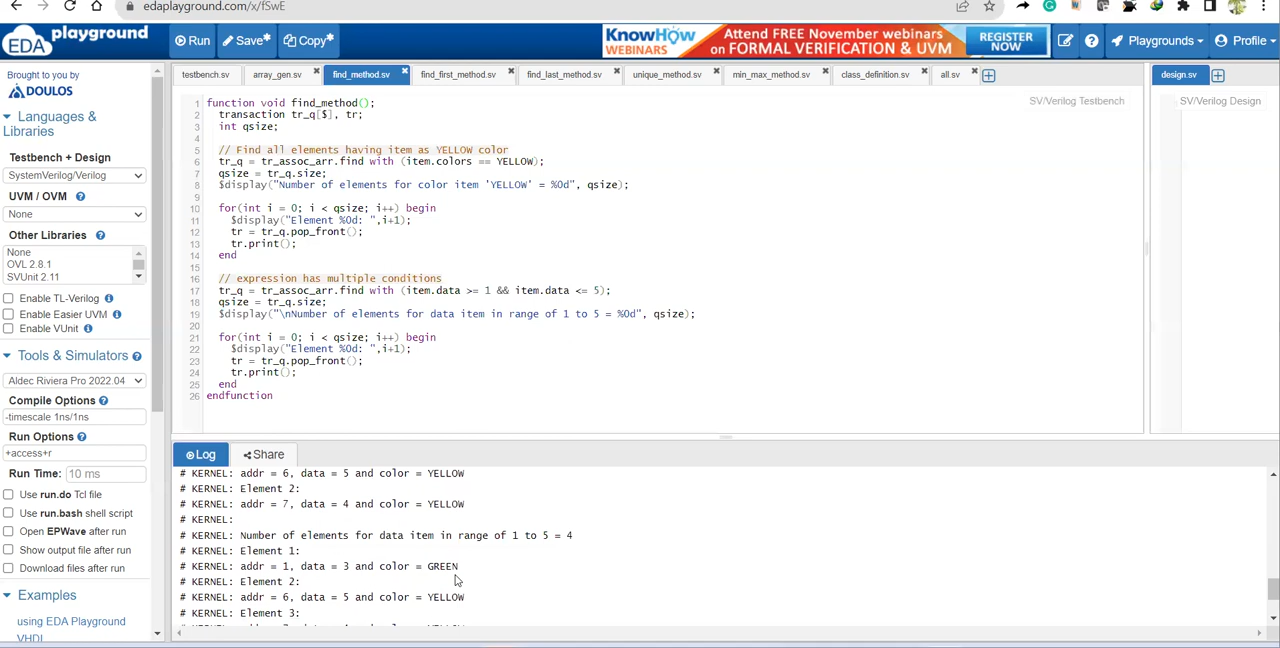 edaplayground.com/x/fSwE
EDA playground
Run
Save*
Copy*
KnowHow
WEBINARS
Attend FREE November webinars
on FORMAL VERIFICATION & UVM
REGISTER
NOW
Playgrounds
Profile
Brought to you by
DOULOS
Languages &
Libraries
Testbench + Design
SystemVerilog/Verilog
UVM / OVM
None
Other Libraries
None
OVL 2.8.1
SVUnit 2.11
Enable TL-Verilog
Enable Easier UVM
Enable VUnit
Tools & Simulators
Aldec Riviera Pro 2022.04
Compile Options
-timescale 1ns/1ns
Run Options
+access+r
Run Time: 10 ms
Use run.do Tcl file
Use run.bash shell script
Open EPWave after run
Show output file after run
Download files after run
Examples
using EDA Playground
VHDL
testbench.sv
array_gen.sv
find_method.sv
find_first_method.sv
find_last_method.sv
unique_method.sv
min_max_method.sv
class_definition.sv
all.sv
SV/Verilog Testbench
1 function void find_method();
2 transaction tr_q[$], tr;
3 int qsize;
4
5 // Find all elements having item as YELLOW color
6 tr_q = tr_assoc_arr.find with (item.colors == YELLOW);
7 qsize = tr_q.size;
8 $display("Number of elements for color item 'YELLOW' = %0d", qsize);
9
10 for(int i = 0; i < qsize; i++) begin
11 $display("Element %0d: ",i+1);
12 tr = tr_q.pop_front();
13 tr.print();
14 end
15
16 // expression has multiple conditions
17 tr_q = tr_assoc_arr.find with (item.data >= 1 && item.data <= 5);
18 qsize = tr_q.size;
19 $display("\nNumber of elements for data item in range of 1 to 5 = %0d", qsize);
20
21 for(int i = 0; i < qsize; i++) begin
22 $display("Element %0d: ",i+1);
23 tr = tr_q.pop_front();
24 tr.print();
25 end
26 endfunction
design.sv
SV/Verilog Design
Log
Share
# KERNEL: addr = 6, data = 5 and color = YELLOW
# KERNEL: Element 2:
# KERNEL: addr = 7, data = 4 and color = YELLOW
# KERNEL:
# KERNEL: Number of elements for data item in range of 1 to 5 = 4
# KERNEL: Element 1:
# KERNEL: addr = 1, data = 3 and color = GREEN
# KERNEL: Element 2:
# KERNEL: addr = 6, data = 5 and color = YELLOW
# KERNEL: Element 3: